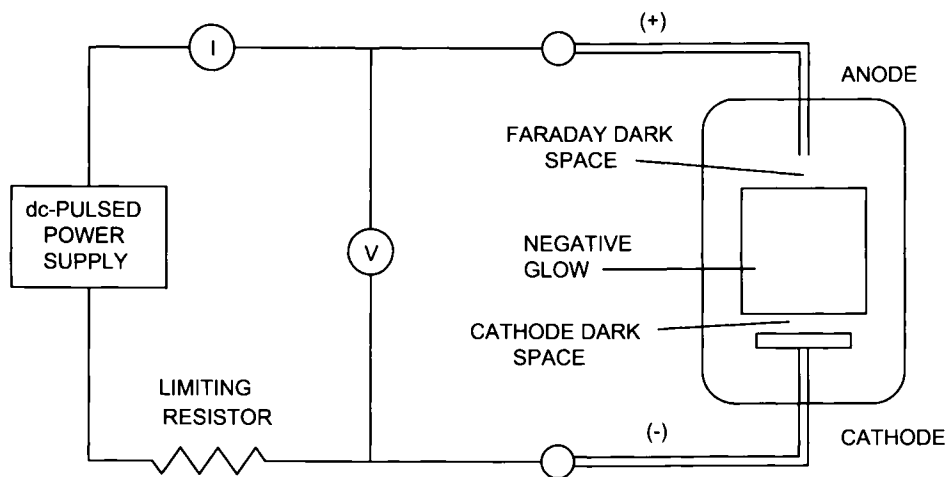 I
(+)
ANODE
FARADAY DARK
SPACE
dc-PULSED
POWER
SUPPLY
V
NEGATIVE
GLOW
CATHODE DARK
SPACE
LIMITING
RESISTOR
(-)
CATHODE